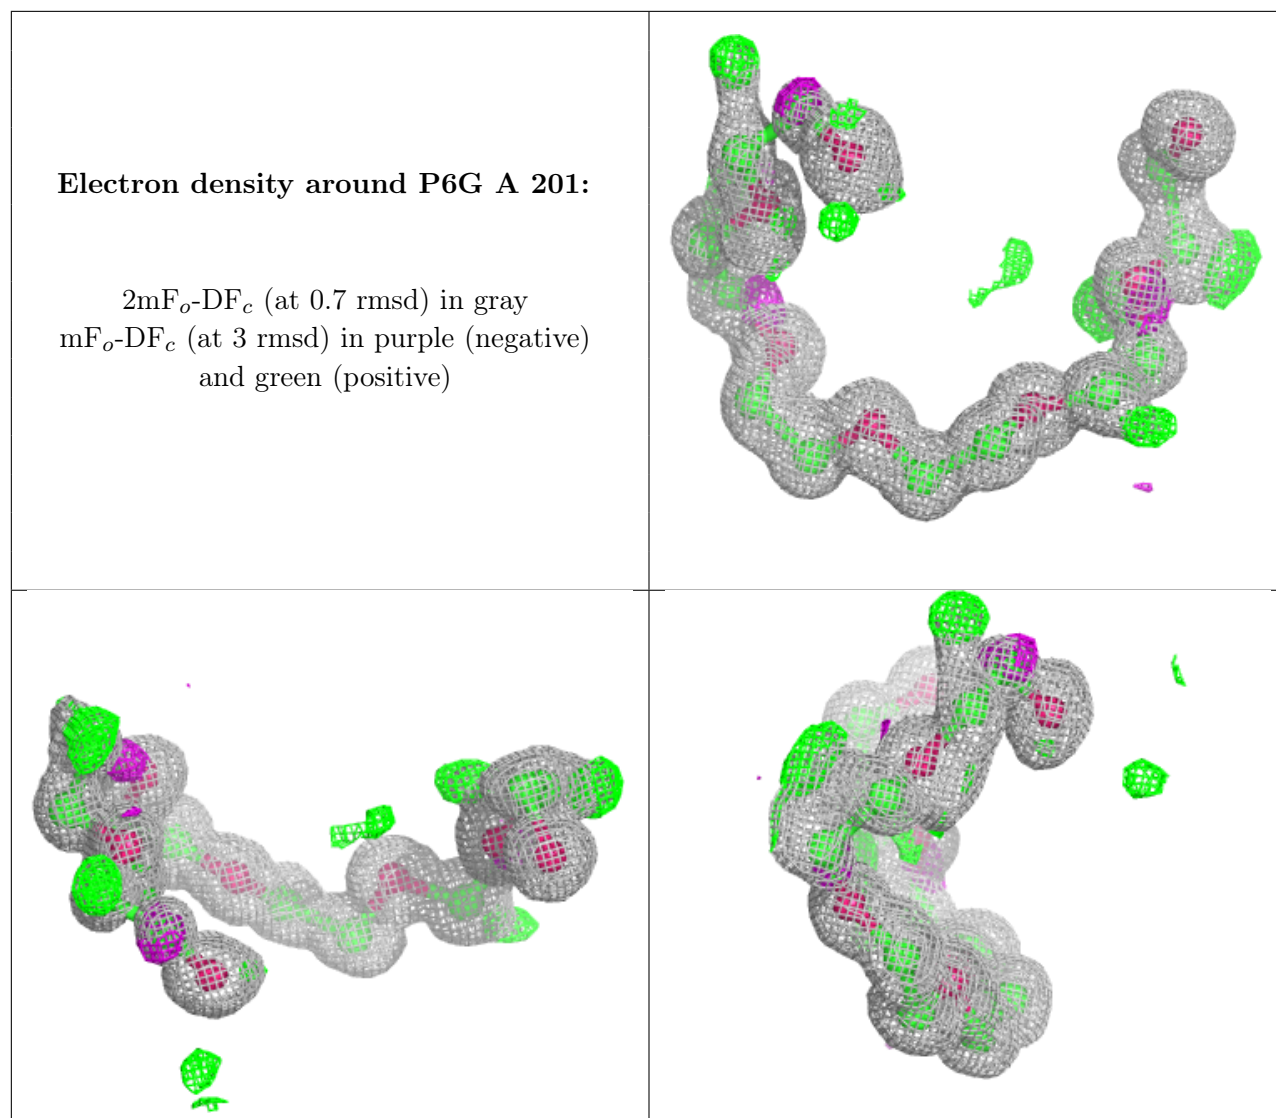 Electron density around P6G A 201:
2mFo-DFc (at 0.7 rmsd) in gray
mFo-DFc (at 3 rmsd) in purple (negative)
and green (positive)